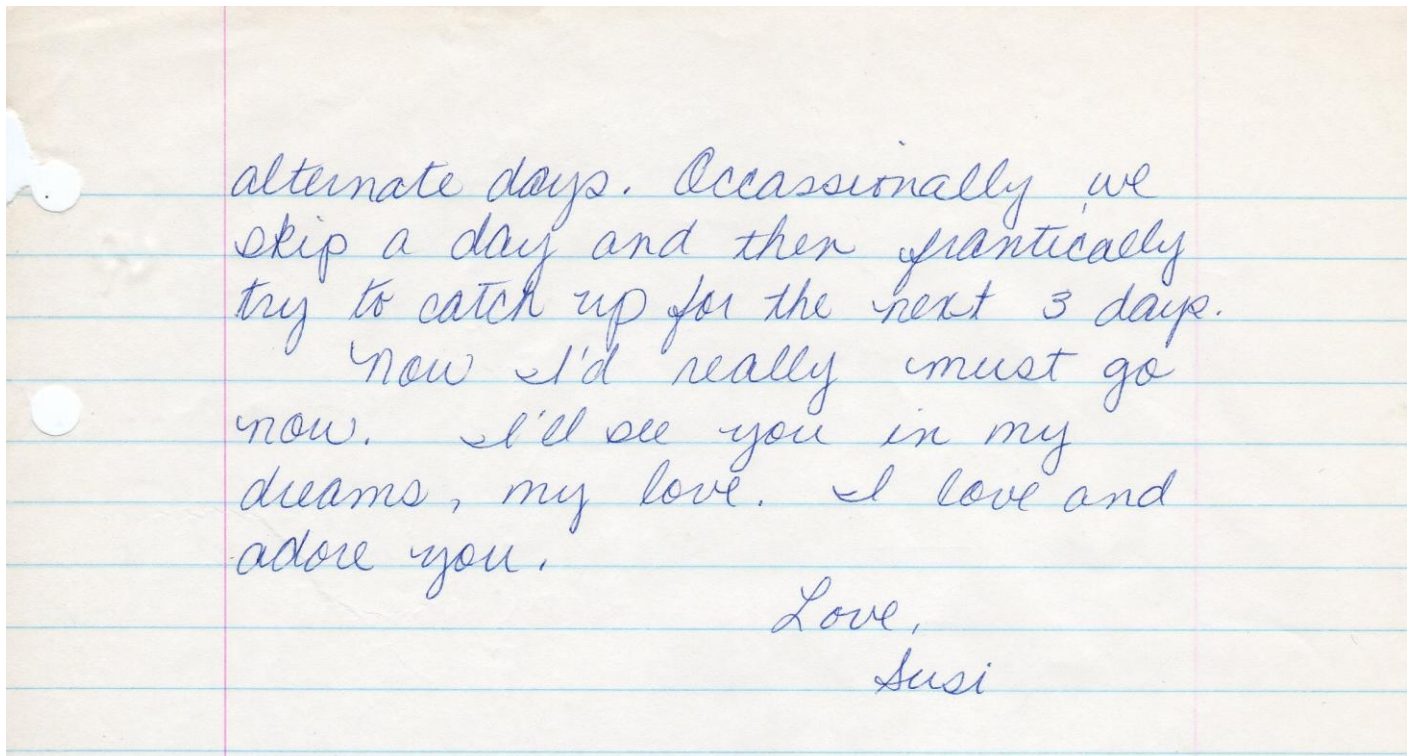 alternate days. Occassionally we
skip a day and then frantically
try to catch up for the next 3 days.
Now I'd really must go
now. I'll see you in my
dreams, my love. I love and
adore you.
Love,
Susi